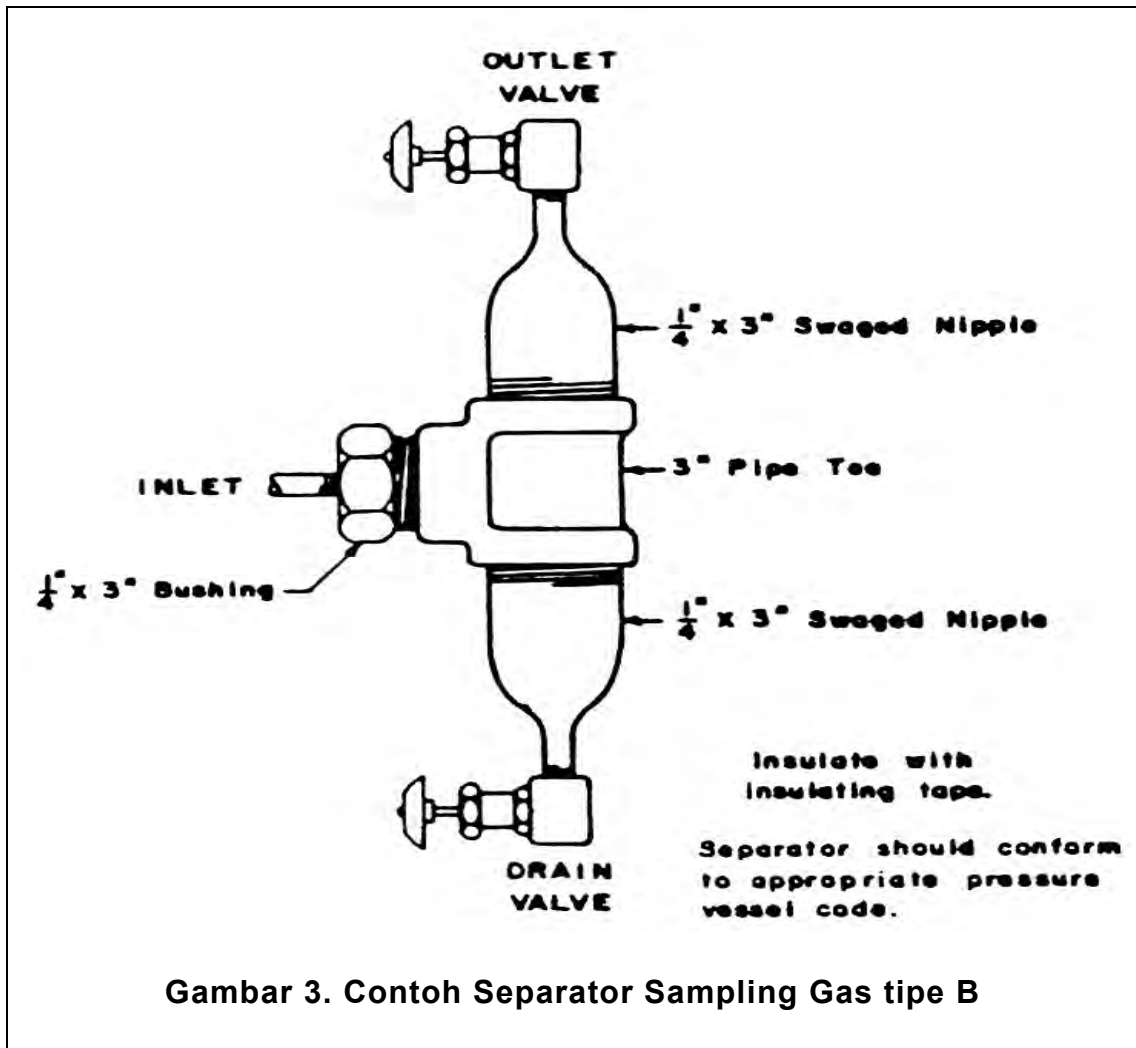 OUTLET
VALVE
1/4" x 3" Swaged Nipple
3" Pipe Tee
INLET
1/4" x 3" Bushing
1/4" x 3" Swaged Nipple
Insulate with
insulating tape.
Separator should conform
to appropriate pressure
vessel code.
DRAIN
VALVE
Gambar 3. Contoh Separator Sampling Gas tipe B